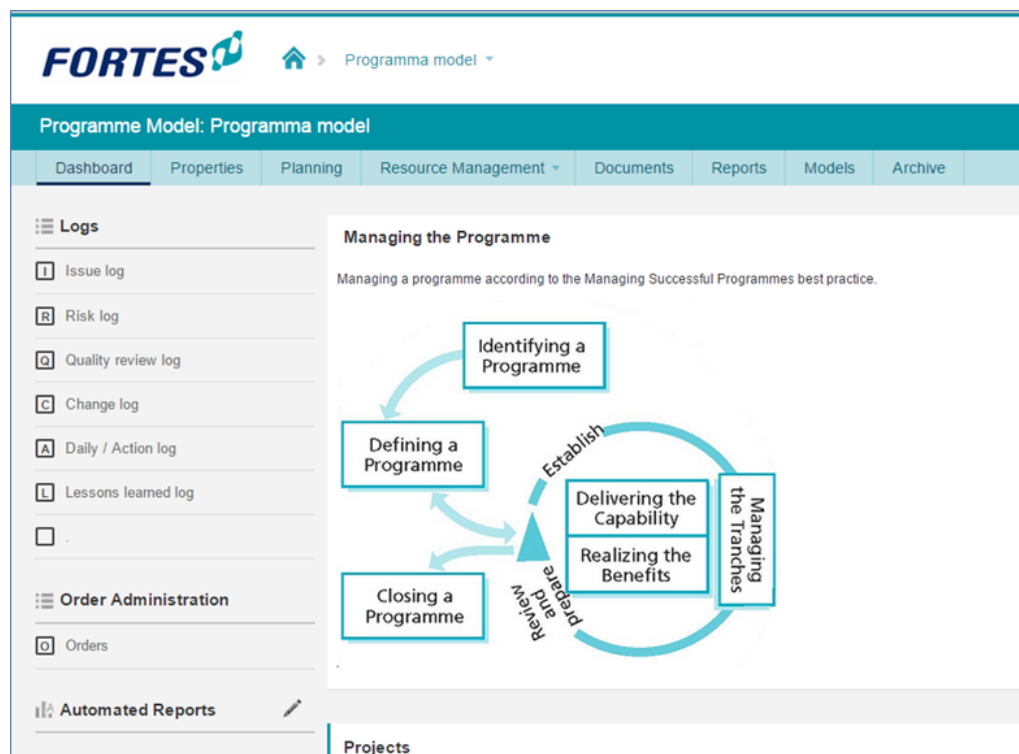 FORTES
Programma model
Programme Model: Programma model
Dashboard Properties Planning Resource Management Documents Reports Models Archive
Logs
I Issue log
R Risk log
Q Quality review log
C Change log
A Daily / Action log
L Lessons learned log
.
Order Administration
O Orders
Automated Reports
Managing the Programme
Managing a programme according to the Managing Successful Programmes best practice.
Identifying a
Programme
Defining a
Programme
Establish
Delivering the
Capability
Realizing the
Benefits
Managing
the Tranches
Review
and
prepare
Closing a
Programme
.
Projects